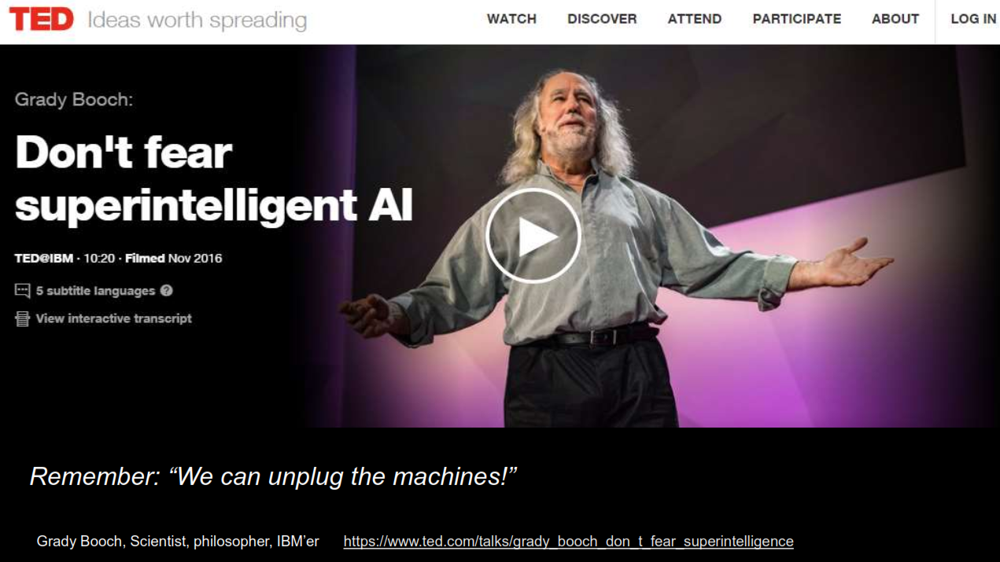 TED Ideas worth spreading WATCH DISCOVER ATTEND PARTICIPATE ABOUT LOG IN
Grady Booch:
Don't fear
superintelligent AI
TED@IBM · 10:20 · Filmed Nov 2016
5 subtitle languages ?
View interactive transcript
Remember: “We can unplug the machines!”
Grady Booch, Scientist, philosopher, IBM’er https://www.ted.com/talks/grady_booch_don_t_fear_superintelligence